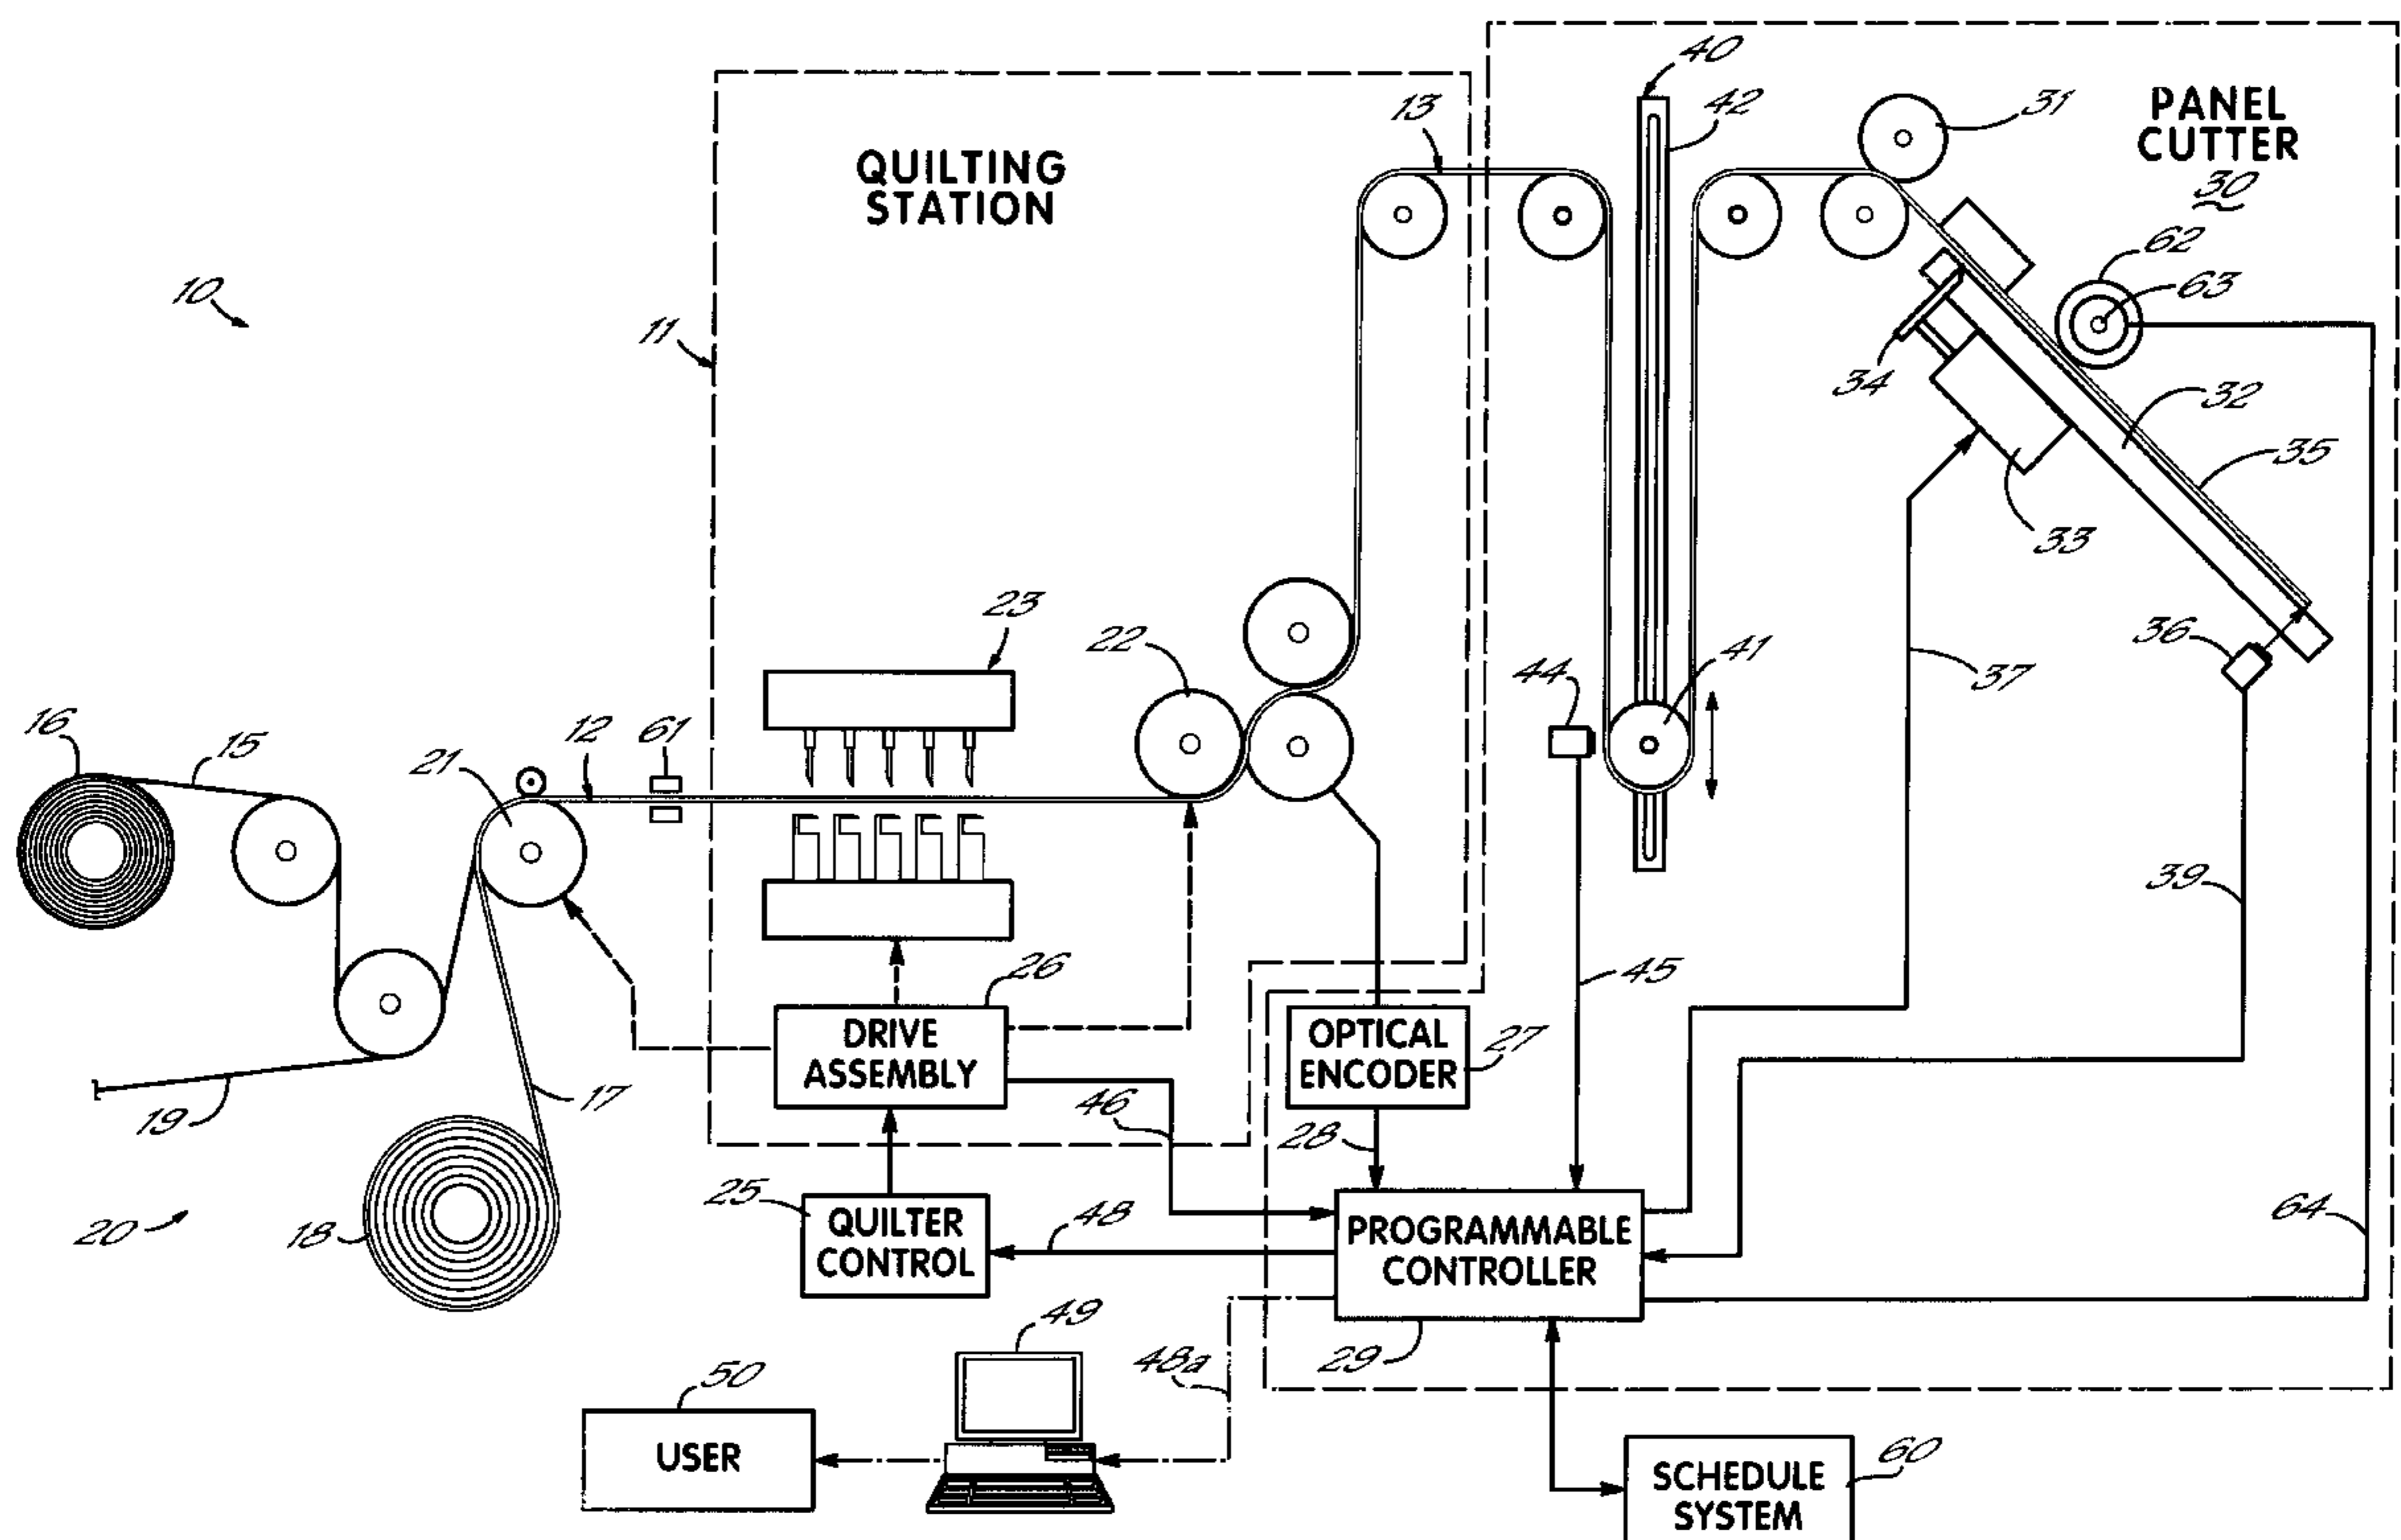 40
13
42
31
PANEL
CUTTER
30
QUILTING
STATION
62
63
10
11
34
32
35
33
23
22
36
41
44
37
16
15
21
12
61
39
26
45
DRIVE
ASSEMBLY
OPTICAL
ENCODER
27
19
17
46
28
20
18
25
QUILTER
CONTROL
48
PROGRAMMABLE
CONTROLLER
64
49
48a
29
50
USER
60
SCHEDULE
SYSTEM